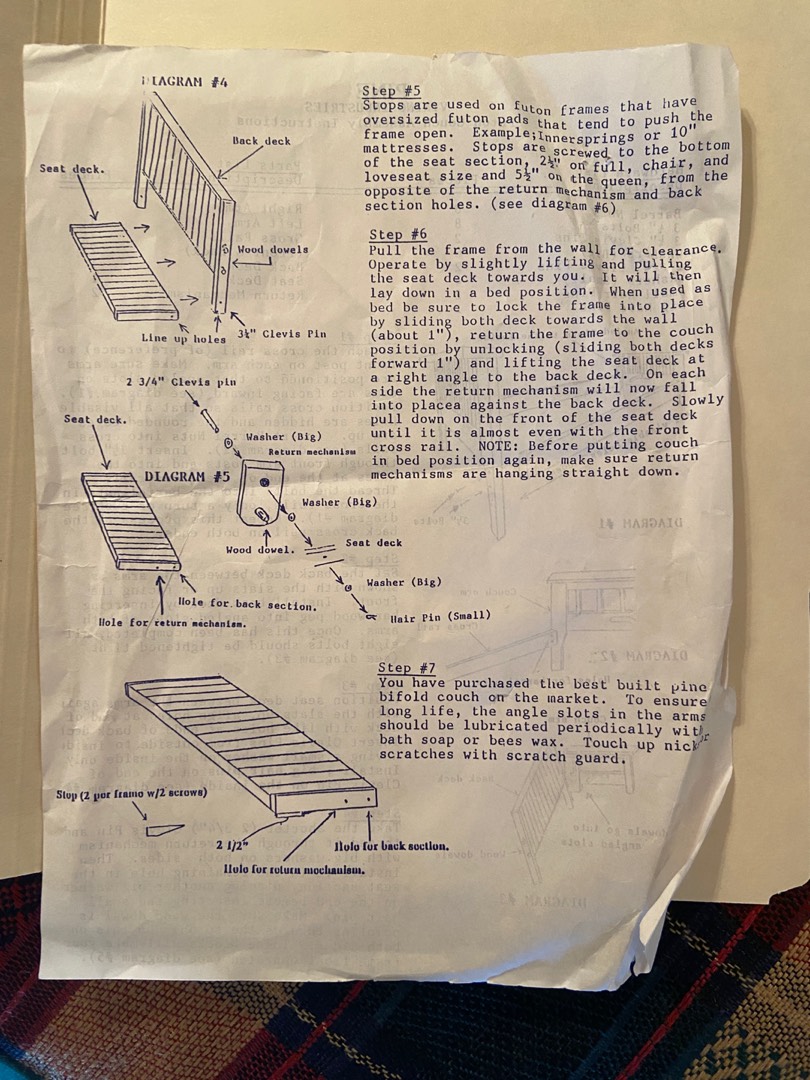 DIAGRAM #4
Back deck
Seat deck.
Wood dowels
Line up holes
3¼" Clevis Pin
2 3/4" Clevis pin
Seat deck.
Washer (Big)
Return mechanism
DIAGRAM #5
Washer (Big)
Wood dowel.
Seat deck
Washer (Big)
Hole for back section.
Hair Pin (Small)
Hole for return mechanism.
Stop (2 per frame w/2 screws)
2 1/2"
Hole for back section.
Hole for return mechanism.
Step #5
Stops are used on futon frames that have
oversized futon pads that tend to push the
frame open. Example;Innersprings or 10"
mattresses. Stops are screwed to the bottom
of the seat section, 2½" on full, chair, and
loveseat size and 5½" on the queen, from the
opposite of the return mechanism and back
section holes. (see diagram #6)
Step #6
Pull the frame from the wall for clearance.
Operate by slightly lifting and pulling
the seat deck towards you. It will then
lay down in a bed position. When used as
bed be sure to lock the frame into place
by sliding both deck towards the wall
(about 1"), return the frame to the couch
position by unlocking (sliding both decks
forward 1") and lifting the seat deck at
a right angle to the back deck. On each
side the return mechanism will now fall
into placea against the back deck. Slowly
pull down on the front of the seat deck
until it is almost even with the front
cross rail. NOTE: Before putting couch
in bed position again, make sure return
mechanisms are hanging straight down.
Step #7
You have purchased the best built pine
bifold couch on the market. To ensure
long life, the angle slots in the arms
should be lubricated periodically with
bath soap or bees wax. Touch up nick
scratches with scratch guard.